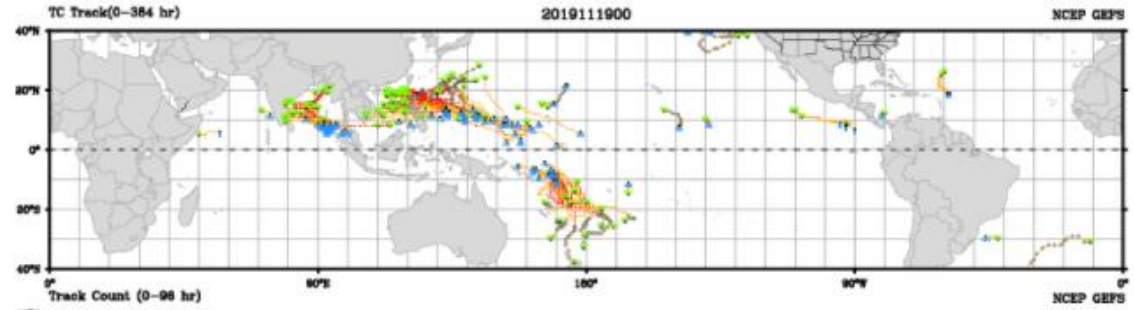 TC Track(0-384 hr) 2019111900 NCEP GEFS
40°N
20°N
0°
20°S
40°S
0° 90°E 180° 90°W 0°
Track Count (0-96 hr) NCEP GEFS